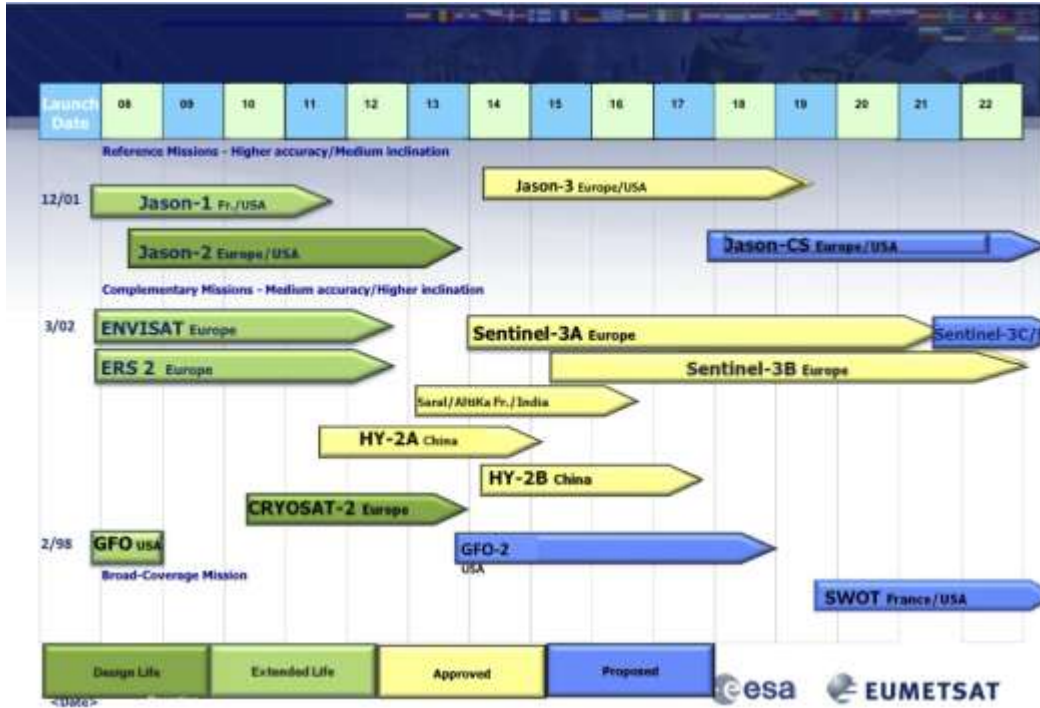 Launch Date
08 09 10 11 12 13 14 15 16 17 18 19 20 21 22
Reference Missions - Higher accuracy/Medium inclination
12/01
Jason-1 Fr./USA
Jason-3 Europe/USA
Jason-2 Europe/USA
Jason-CS Europe/USA
Complementary Missions - Medium accuracy/Higher inclination
3/02
ENVISAT Europe
Sentinel-3A Europe
Sentinel-3C/
ERS 2 Europe
Sentinel-3B Europe
Saral/AltiKa Fr./India
HY-2A China
HY-2B China
CRYOSAT-2 Europe
2/98
GFO USA
GFO-2
USA
Broad-Coverage Mission
SWOT France/USA
Design Life
Extended Life
Approved
Proposed
<Date>
esa
EUMETSAT